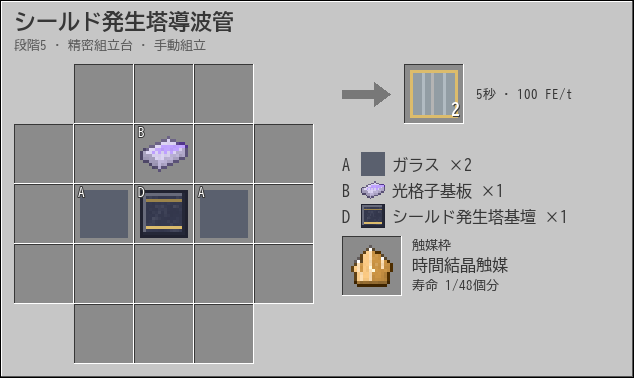 シールド発生塔導波管
段階5 · 精密組立台 · 手動組立
B
A
D
A
2
5秒 · 100 FE/t
A ガラス ×2
B 光格子基板 ×1
D シールド発生塔基壇 ×1
触媒枠
時間結晶触媒
寿命 1/48個分